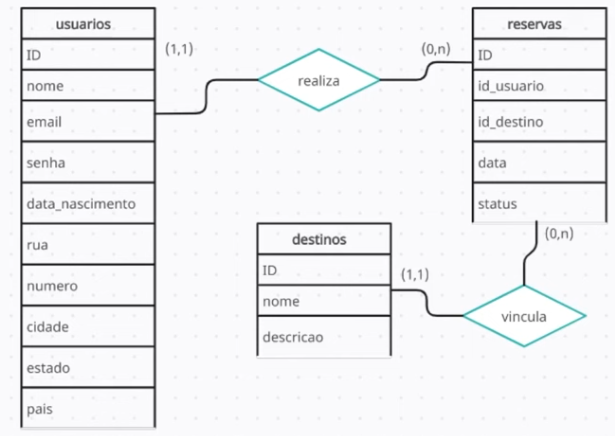 usuarios
ID
nome
email
senha
data_nascimento
rua
numero
cidade
estado
pais
(1,1)
realiza
(0,n)
reservas
ID
id_usuario
id_destino
data
status
(0,n)
destinos
ID
nome
descricao
(1,1)
vincula